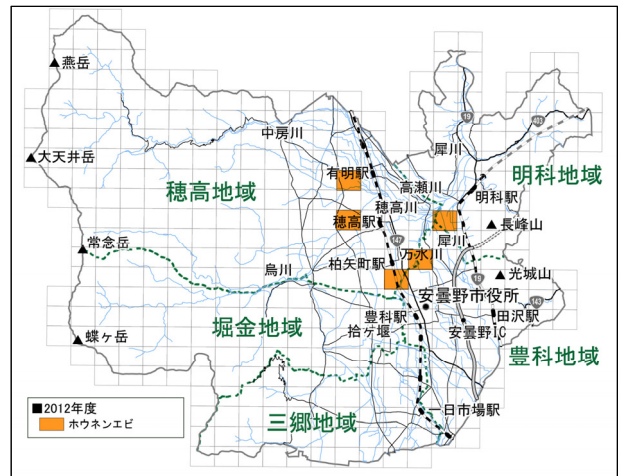 燕岳
19
403
中房川
犀川
大天井岳
有明駅
高瀬川
明科地域
明科駅
穂高地域
穂高川
穂高駅
長峰山
犀川
常念岳
147
万水川
烏川
柏矢町駅
19
光城山
安曇野市役所
143
豊科駅
田沢駅
堀金地域
拾ヶ堰
安曇野IC
蝶ヶ岳
豊科地域
2012年度
一日市場駅
ホウネンエビ
三郷地域